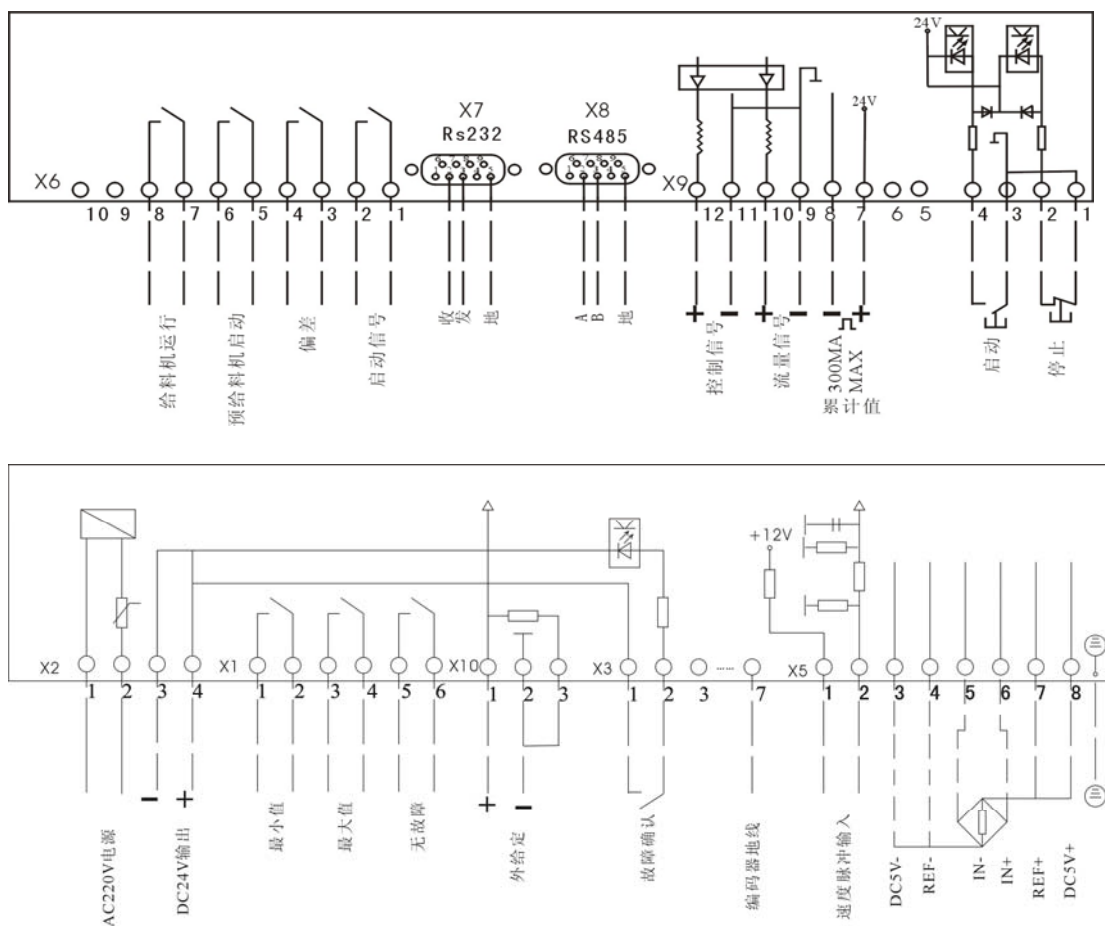 24V
X7
Rs232
X8
RS485
24V
X6
X9
10 9 8 7 6 5 4 3 2 1
12 11 10 9 8 7 6 5 4 3 2 1
给料机运行
预给料机启动
偏差
启动信号
收
发
地
A
B
地
+ - + - - +
控制信号
流量信号
300MA
MAX
累计值
启动
停止
+12V
X2
X1
X10
X3
X5
1 2 3 4
1 2 3 4 5 6
1 2 3
1 2 3 …… 7
1 2 3 4 5 6 7 8
- +
+ -
AC220V电源
DC24V输出
最小值
最大值
无故障
外给定
故障确认
编码器地线
速度脉冲输入
DC5V-
REF-
IN-
IN+
REF+
DC5V+